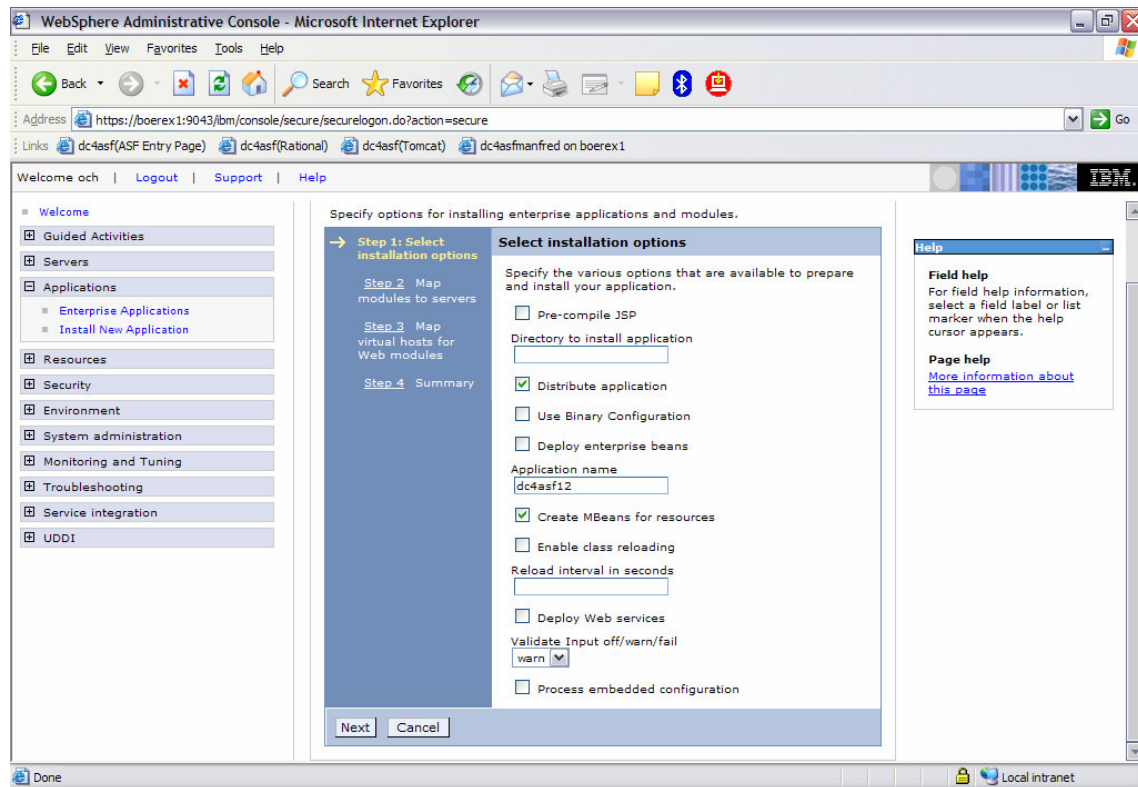 WebSphere Administrative Console - Microsoft Internet Explorer
File Edit View Favorites Tools Help
Back Search Favorites
Address https://boerex1:9043/ibm/console/secure/securelogon.do?action=secure Go
Links dc4asf(ASF Entry Page) dc4asf(Rational) dc4asf(Tomcat) dc4asfmanfred on boerex1
Welcome och | Logout | Support | Help
IBM.
Welcome
Guided Activities
Servers
Applications
Enterprise Applications
Install New Application
Resources
Security
Environment
System administration
Monitoring and Tuning
Troubleshooting
Service integration
UDDI
Specify options for installing enterprise applications and modules.
Step 1: Select
installation options
Step 2 Map
modules to servers
Step 3 Map
virtual hosts for
Web modules
Step 4 Summary
Select installation options
Specify the various options that are available to prepare
and install your application.
Pre-compile JSP
Directory to install application
Distribute application
Use Binary Configuration
Deploy enterprise beans
Application name
dc4asf12
Create MBeans for resources
Enable class reloading
Reload interval in seconds
Deploy Web services
Validate Input off/warn/fail
warn
Process embedded configuration
Next Cancel
Help
Field help
For field help information,
select a field label or list
marker when the help
cursor appears.
Page help
More information about
this page
Done
Local intranet